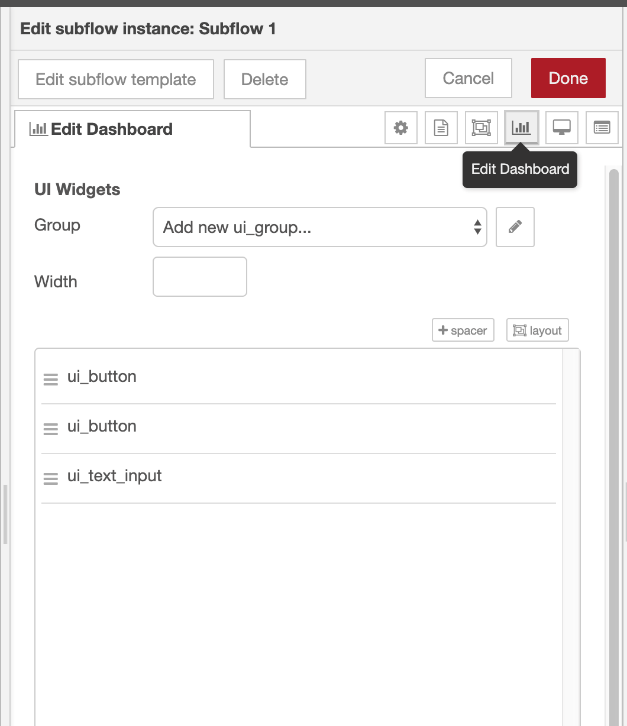 Edit subflow instance: Subflow 1
Edit subflow template Delete Cancel Done
Edit Dashboard
Edit Dashboard
UI Widgets
Group Add new ui_group...
Width
spacer layout
ui_button
ui_button
ui_text_input